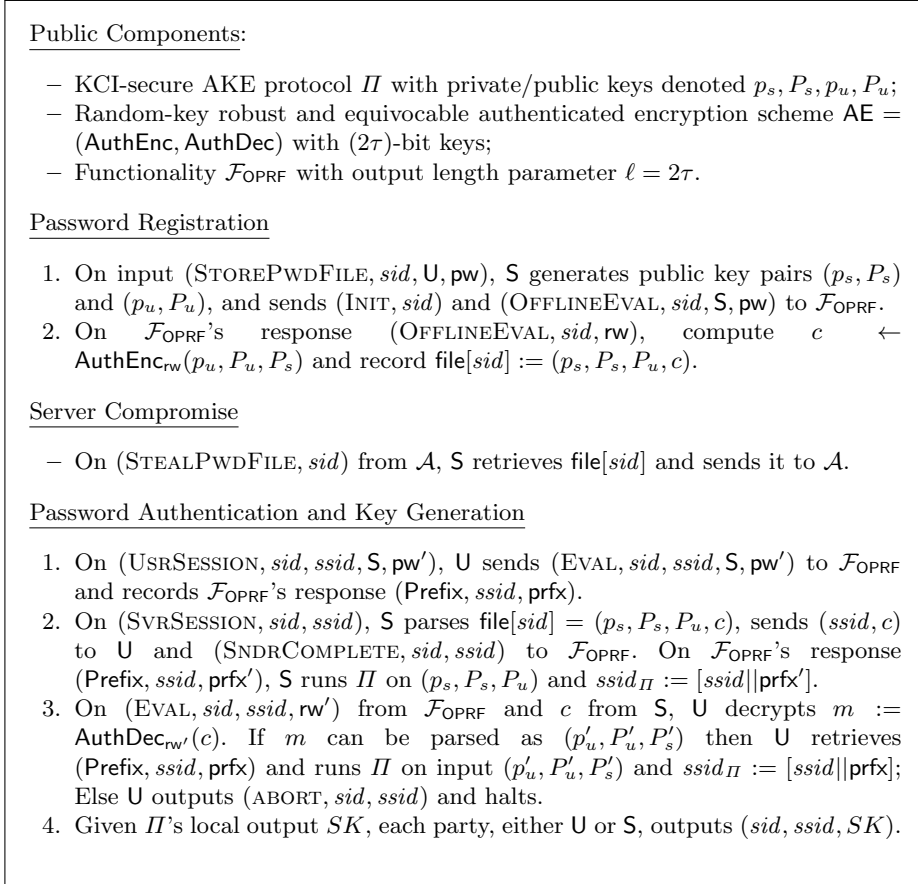 Public Components:
– KCI-secure AKE protocol Π with private/public keys denoted p_s, P_s, p_u, P_u;
– Random-key robust and equivocable authenticated encryption scheme AE =
(AuthEnc, AuthDec) with (2τ)-bit keys;
– Functionality F_OPRF with output length parameter ℓ = 2τ.
Password Registration
1. On input (STOREPWDFILE, sid, U, pw), S generates public key pairs (p_s, P_s)
and (p_u, P_u), and sends (INIT, sid) and (OFFLINEEVAL, sid, S, pw) to F_OPRF.
2. On F_OPRF's response (OFFLINEEVAL, sid, rw), compute c ←
AuthEnc_rw(p_u, P_u, P_s) and record file[sid] := (p_s, P_s, P_u, c).
Server Compromise
– On (STEALPWDFILE, sid) from A, S retrieves file[sid] and sends it to A.
Password Authentication and Key Generation
1. On (USRSESSION, sid, ssid, S, pw′), U sends (EVAL, sid, ssid, S, pw′) to F_OPRF
and records F_OPRF's response (Prefix, ssid, prfx).
2. On (SVRSESSION, sid, ssid), S parses file[sid] = (p_s, P_s, P_u, c), sends (ssid, c)
to U and (SNDRCOMPLETE, sid, ssid) to F_OPRF. On F_OPRF's response
(Prefix, ssid, prfx′), S runs Π on (p_s, P_s, P_u) and ssid_Π := [ssid||prfx′].
3. On (EVAL, sid, ssid, rw′) from F_OPRF and c from S, U decrypts m :=
AuthDec_rw′(c). If m can be parsed as (p′_u, P′_u, P′_s) then U retrieves
(Prefix, ssid, prfx) and runs Π on input (p′_u, P′_u, P′_s) and ssid_Π := [ssid||prfx];
Else U outputs (ABORT, sid, ssid) and halts.
4. Given Π's local output SK, each party, either U or S, outputs (sid, ssid, SK).